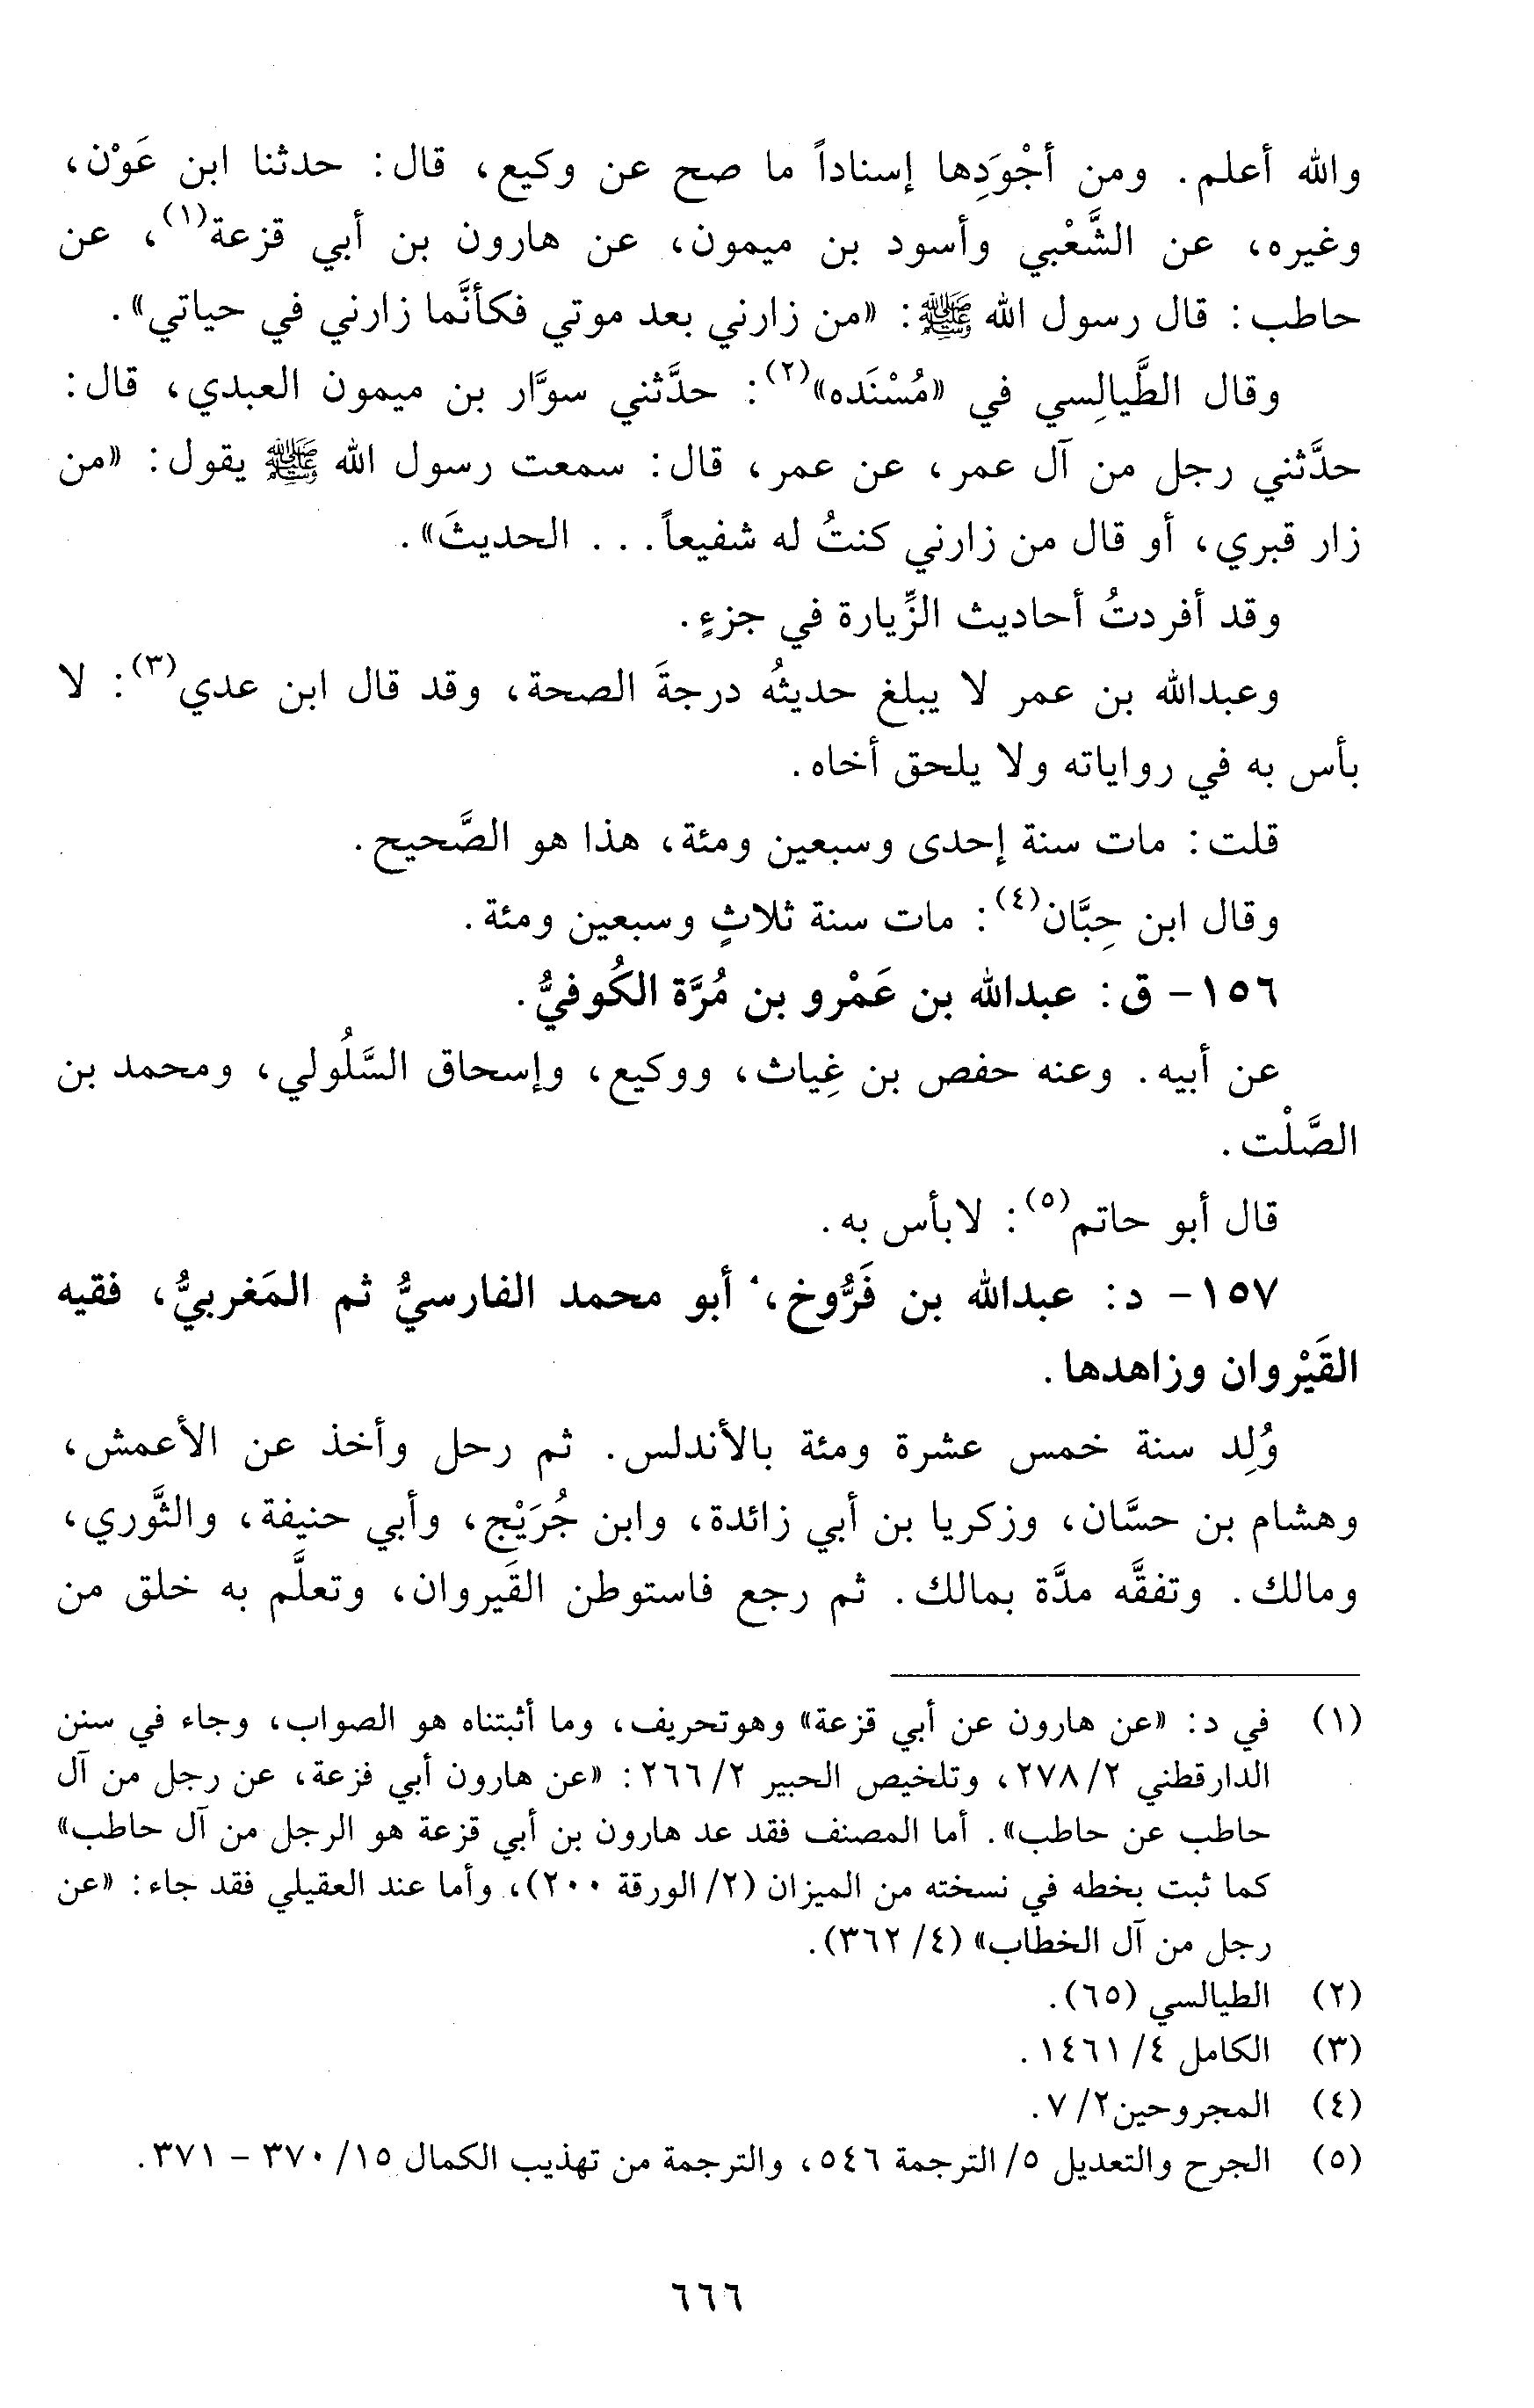 والله أعلم. ومن أجْوَدِها إسناداً ما صح عن وكيع، قال: حدثنا ابن عَوْن،
وغيره، عن الشَّعْبي وأسود بن ميمون، عن هارون بن أبي قزعة(١)، عن
حاطب: قال رسول الله ﷺ: «من زارني بعد موتي فكأنَّما زارني في حياتي».
وقال الطَّيالِسي في «مُسْنَده»(٢): حدَّثني سوَّار بن ميمون العبدي، قال:
حدَّثني رجل من آل عمر، عن عمر، قال: سمعت رسول الله ﷺ يقول: «من
زار قبري، أو قال من زارني كنتُ له شفيعاً... الحديثَ».
وقد أفردتُ أحاديث الزِّيارة في جزءٍ.
وعبدالله بن عمر لا يبلغ حديثُه درجةَ الصحة، وقد قال ابن عدي(٣): لا
بأس به في رواياته ولا يلحق أخاه.
قلت: مات سنة إحدى وسبعين ومئة، هذا هو الصَّحيح.
وقال ابن حِبَّان(٤): مات سنة ثلاثٍ وسبعين ومئة.
١٥٦- ق: عبدالله بن عَمْرو بن مُرَّة الكُوفيُّ.
عن أبيه. وعنه حفص بن غِياث، ووكيع، وإسحاق السَّلُولي، ومحمد بن
الصَّلْت.
قال أبو حاتم(٥): لابأس به.
١٥٧- د: عبدالله بن فَرُّوخ، أبو محمد الفارسيُّ ثم المَغربيُّ، فقيه
القَيْروان وزاهدها.
وُلِد سنة خمس عشرة ومئة بالأندلس. ثم رحل وأخذ عن الأعمش،
وهشام بن حسَّان، وزكريا بن أبي زائدة، وابن جُرَيْج، وأبي حنيفة، والثَّوري،
ومالك. وتفقَّه مدَّة بمالك. ثم رجع فاستوطن القَيروان، وتعلَّم به خلق من
(١) في د: «عن هارون عن أبي قزعة» وهوتحريف، وما أثبتناه هو الصواب، وجاء في سنن
الدارقطني ٢٧٨/٢، وتلخيص الحبير ٢٦٦/٢: «عن هارون أبي فزعة، عن رجل من آل
حاطب عن حاطب». أما المصنف فقد عد هارون بن أبي قزعة هو الرجل من آل حاطب»
كما ثبت بخطه في نسخته من الميزان (٢/ الورقة ٢٠٠)، وأما عند العقيلي فقد جاء: «عن
رجل من آل الخطاب» (٤/ ٣٦٢).
(٢) الطيالسي (٦٥).
(٣) الكامل ٤/ ١٤٦١.
(٤) المجروحين٢/ ٧.
(٥) الجرح والتعديل ٥/ الترجمة ٥٤٦، والترجمة من تهذيب الكمال ١٥/ ٣٧٠ - ٣٧١.
٦٦٦